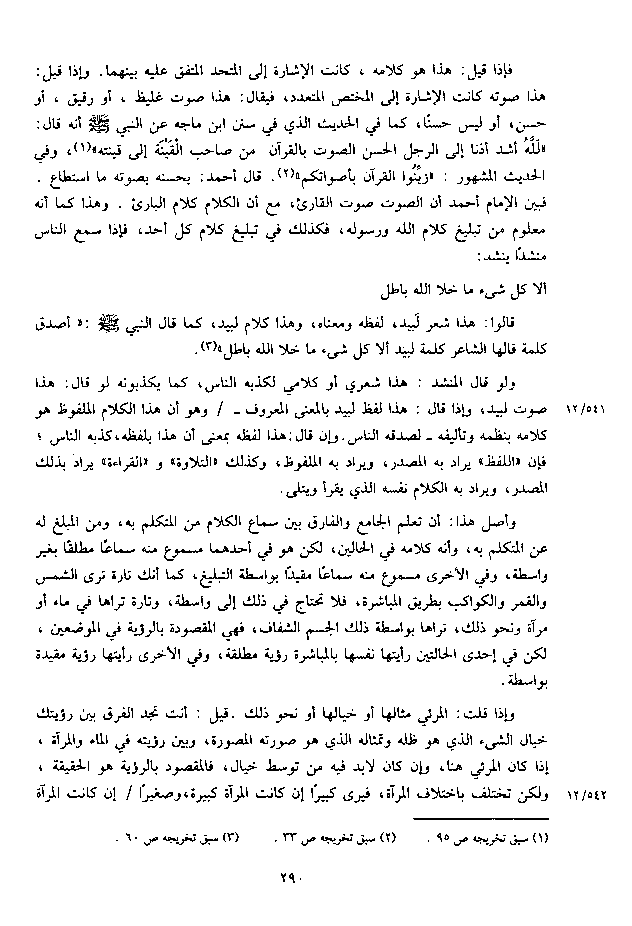 فإذا قيل: هذا هو كلامه ، كانت الإشارة إلى المتحد المتفق عليه بينهما. وإذا قيل:
هذا صوته كانت الإشارة إلى المختص المتعدد، فيقال: هذا صوت غليظ ، أو رقيق ، أو
حسن، أو ليس حسنًا، كما في الحديث الذي في سنن ابن ماجه عن النبي ﷺ أنه قال:
«لَلَّهُ أشد أذنا إلى الرجل الحسن الصوت بالقرآن من صاحب القَيْنَة إلى قينته»(١)، وفي
الحديث المشهور : «زَيِّنُوا القرآن بأصواتكم»(٢). قال أحمد: يحسنه بصوته ما استطاع .
فبين الإمام أحمد أن الصوت صوت القارئ، مع أن الكلام كلام البارئ . وهذا كما أنه
معلوم من تبليغ كلام الله ورسوله، فكذلك في تبليغ كلام كل أحد، فإذا سمع الناس
منشدًا ينشد:
ألا كل شىء ما خلا الله باطل
قالوا: هذا شعر لَبِيد، لفظه ومعناه، وهذا كلام لبيد، كما قال النبي ﷺ :« أصدق
كلمة قالها الشاعر كلمة لبيد ألا كل شىء ما خلا الله باطل»(٣).
ولو قال المنشد : هذا شعري أو كلامي لكذبه الناس، كما يكذبونه لو قال: هذا
١٢/٥٤١ صوت لبيد، وإذا قال : هذا لفظ لبيد بالمعنى المعروف ـ / وهو أن هذا الكلام الملفوظ هو
كلامه بنظمه وتأليفه ـ لصدقه الناس. وإن قال:هذا لفظه بمعنى أن هذا بلفظه،كذبه الناس ؛
فإن «اللفظ» يراد به المصدر، ويراد به الملفوظ، وكذلك «التلاوة» و «القراءة» يراد بذلك
المصدر، ويراد به الكلام نفسه الذي يقرأ ويتلى.
وأصل هذا: أن تعلم الجامع والفارق بين سماع الكلام من المتكلم به، ومن المبلغ له
عن المتكلم به، وأنه كلامه في الحالين، لكن هو في أحدهما مسموع منه سماعًا مطلقًا بغير
واسطة، وفي الأخرى مسموع منه سماعًا مقيدًا بواسطة التبليغ، كما أنك تارة ترى الشمس
والقمر والكواكب بطريق المباشرة، فلا تحتاج في ذلك إلى واسطة، وتارة تراها في ماء أو
مرآة ونحو ذلك، تراها بواسطة ذلك الجسم الشفاف، فهي المقصودة بالرؤية في الموضعين ،
لكن في إحدى الحالتين رأيتها نفسها بالمباشرة رؤية مطلقة، وفي الأخرى رأيتها رؤية مقيدة
بواسطة.
وإذا قلت: المرئي مثالها أو خيالها أو نحو ذلك .قيل : أنت تجد الفرق بين رؤيتك
خيال الشىء الذي هو ظله وتمثاله الذي هو صورته المصورة، وبين رؤيته في الماء والمرآة ،
إذا كان المرئي هنا، وإن كان لابد فيه من توسط خيال، فالمقصود بالرؤية هو الحقيقة ،
١٢/٥٤٢ ولكن تختلف باختلاف المرآة، فيرى كبيرًا إن كانت المرآة كبيرة،وصغيرًا / إن كانت المرآة
(١) سبق تخريجه ص ٩٥ . (٢) سبق تخريجه ص ٣٣ . (٣) سبق تخريجه ص ٦٠ .
٢٩٠